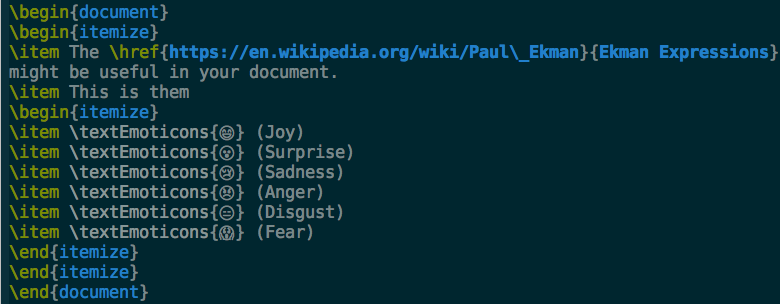 \begin{document}
\begin{itemize}
\item The \href{https://en.wikipedia.org/wiki/Paul\_Ekman}{Ekman Expressions}
might be useful in your document.
\item This is them
\begin{itemize}
\item \textEmoticons{😄} (Joy)
\item \textEmoticons{😮} (Surprise)
\item \textEmoticons{😢} (Sadness)
\item \textEmoticons{😠} (Anger)
\item \textEmoticons{😑} (Disgust)
\item \textEmoticons{😱} (Fear)
\end{itemize}
\end{itemize}
\end{document}